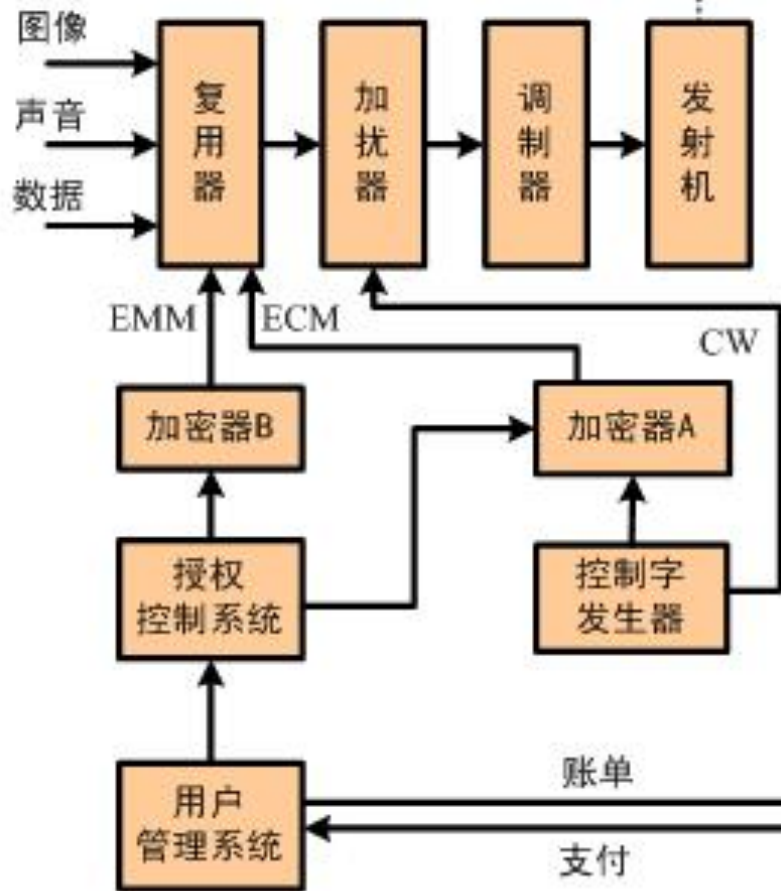 图像
声音
数据
复用器
加扰器
调制器
发射机
EMM
ECM
CW
加密器B
加密器A
授权
控制系统
控制字
发生器
用户
管理系统
账单
支付